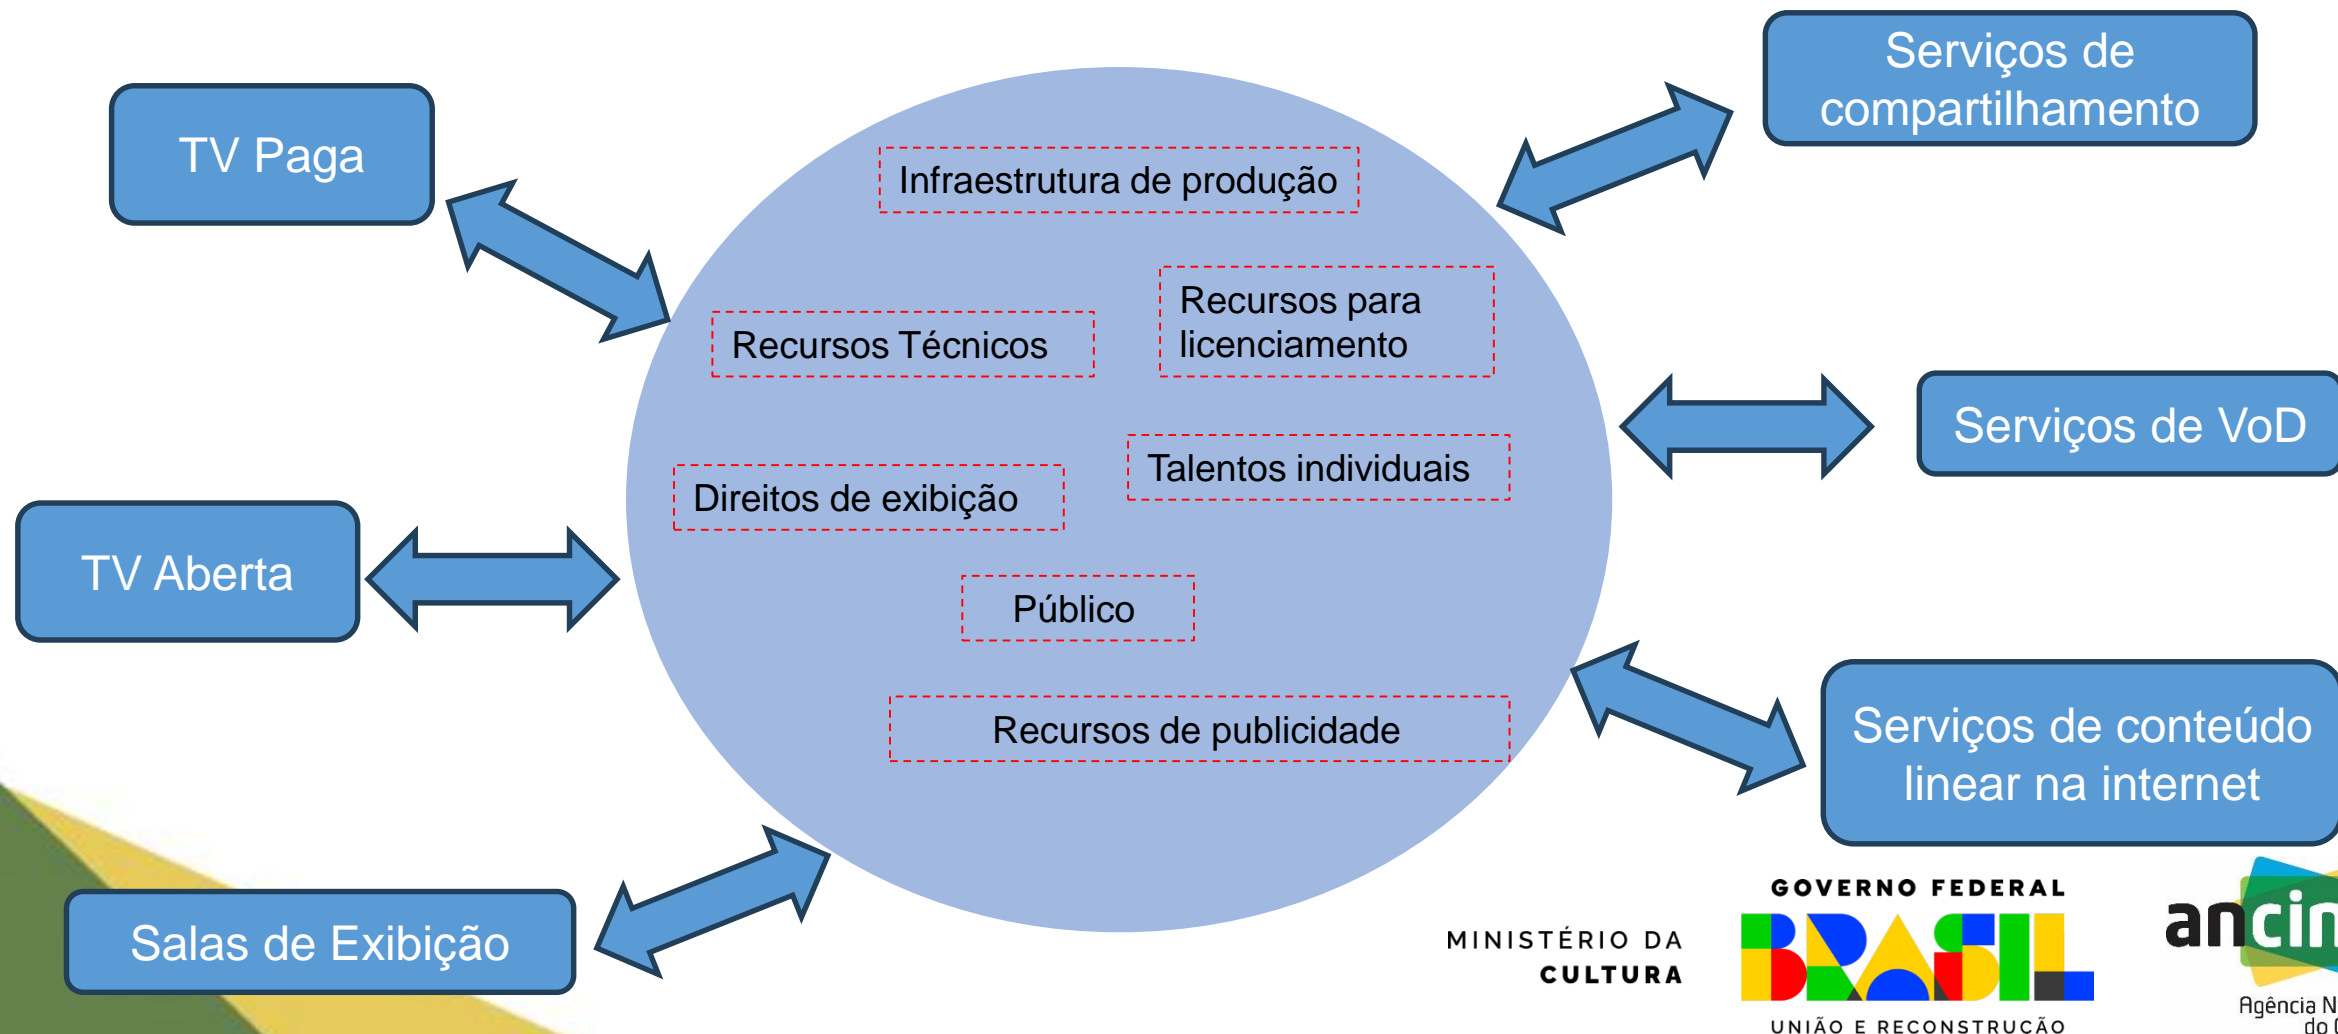 Serviços de
compartilhamento
TV Paga
Infraestrutura de produção
Recursos para
licenciamento
Recursos Técnicos
Serviços de VoD
Talentos individuais
Direitos de exibição
TV Aberta
Público
Recursos de publicidade
Serviços de conteúdo
linear na internet
Salas de Exibição
MINISTÉRIO DA
CULTURA
GOVERNO FEDERAL
BRASIL
UNIÃO E RECONSTRUÇÃO
Agência
do